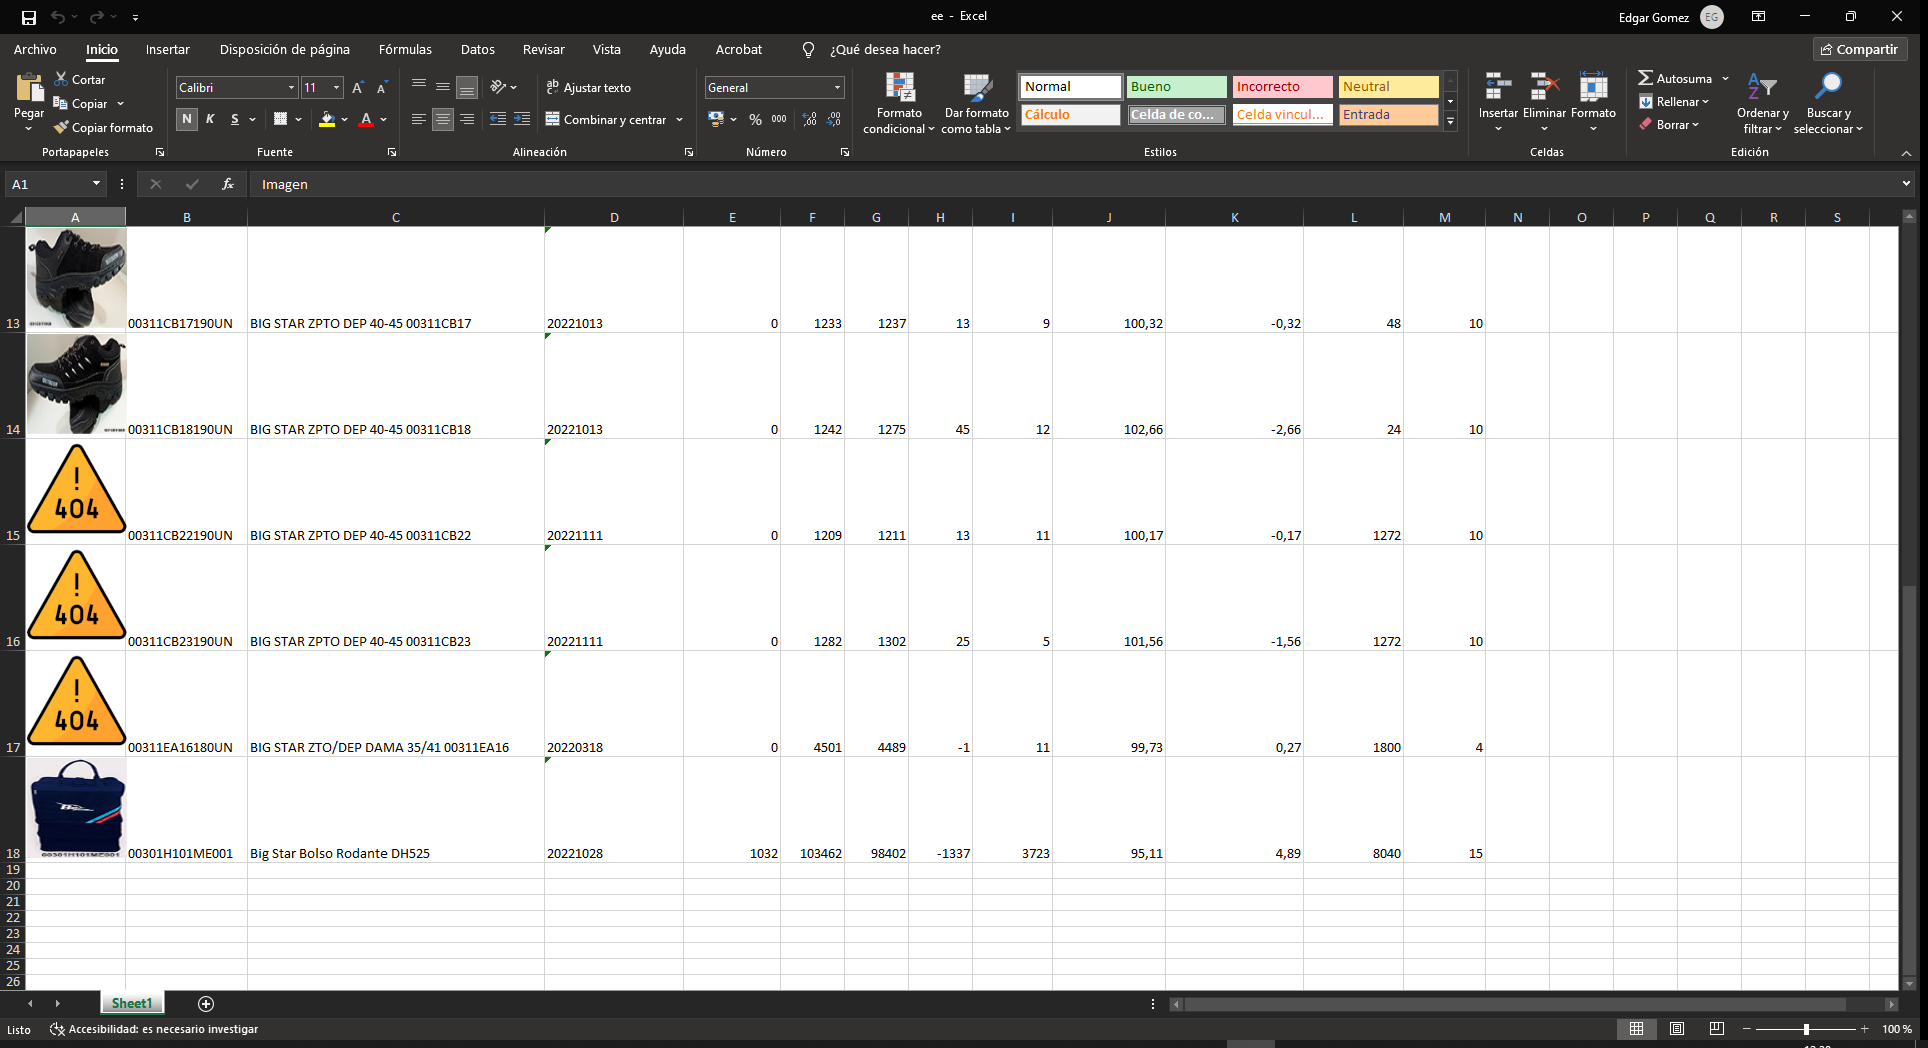 ee - Excel
Edgar Gomez EG
Archivo Inicio Insertar Disposición de página Fórmulas Datos Revisar Vista Ayuda Acrobat ¿Qué desea hacer? Compartir
Pegar
Cortar
Copiar
Copiar formato
Portapapeles
Calibri 11
N K S A
Fuente
Ajustar texto
Combinar y centrar
Alineación
General
% 000
Número
Formato condicional
Dar formato como tabla
Normal Bueno Incorrecto Neutral
Cálculo Celda de co... Celda vincul... Entrada
Estilos
Insertar Eliminar Formato
Celdas
Autosuma
Rellenar
Borrar
Ordenar y filtrar
Buscar y seleccionar
Edición
A1 fx Imagen
A B C D E F G H I J K L M N O P Q R S
13 00311CB17190UN BIG STAR ZPTO DEP 40-45 00311CB17 20221013 0 1233 1237 13 9 100,32 -0,32 48 10
14 00311CB18190UN BIG STAR ZPTO DEP 40-45 00311CB18 20221013 0 1242 1275 45 12 102,66 -2,66 24 10
! 404
15 00311CB22190UN BIG STAR ZPTO DEP 40-45 00311CB22 20221111 0 1209 1211 13 11 100,17 -0,17 1272 10
! 404
16 00311CB23190UN BIG STAR ZPTO DEP 40-45 00311CB23 20221111 0 1282 1302 25 5 101,56 -1,56 1272 10
! 404
17 00311EA16180UN BIG STAR ZTO/DEP DAMA 35/41 00311EA16 20220318 0 4501 4489 -1 11 99,73 0,27 1800 4
00301H101ME001
18 00301H101ME001 Big Star Bolso Rodante DH525 20221028 1032 103462 98402 -1337 3723 95,11 4,89 8040 15
19
20
21
22
23
24
25
26
Sheet1
Listo Accesibilidad: es necesario investigar 100 %